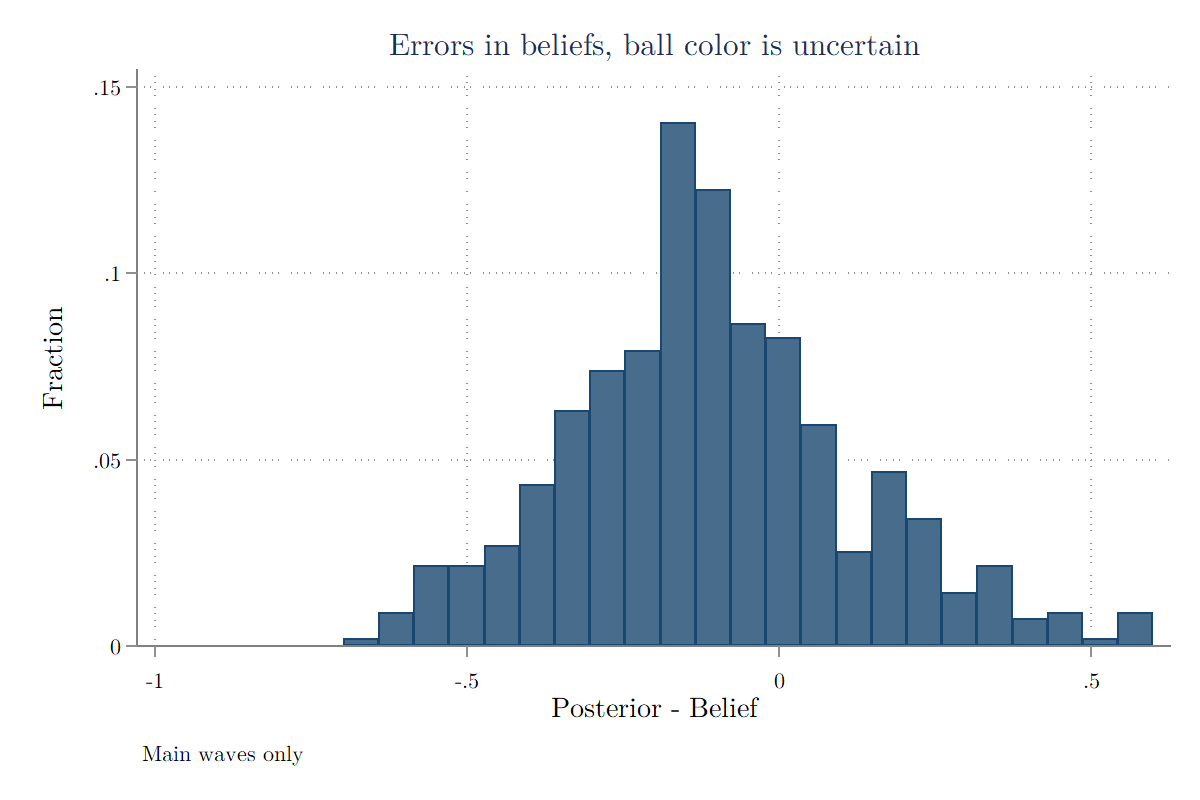 Errors in beliefs, ball color is uncertain
.15
.1
.05
0
Fraction
-1 -.5 0 .5
Posterior - Belief
Main waves only